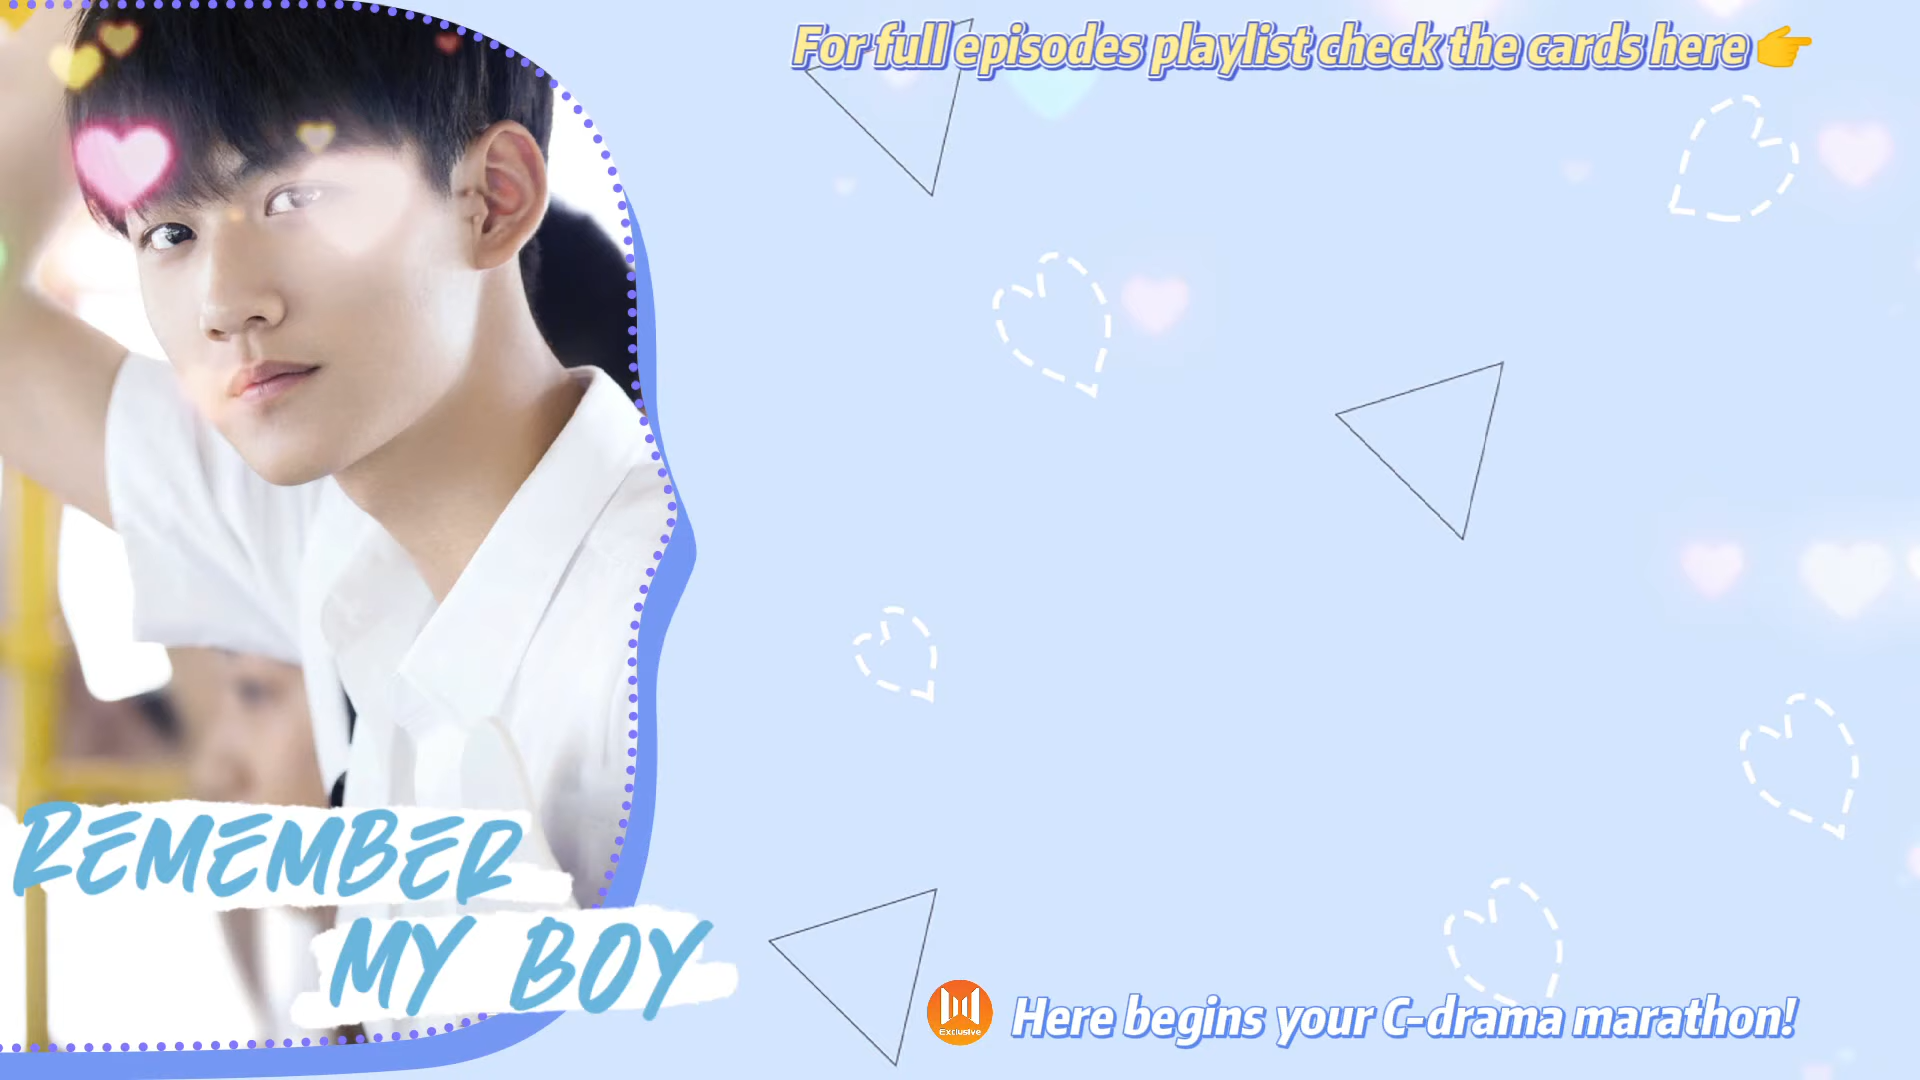 For full episodes playlist check the cards here 👉
REMEMBER
MY BOY
Exclusive
Here begins your C-drama marathon!